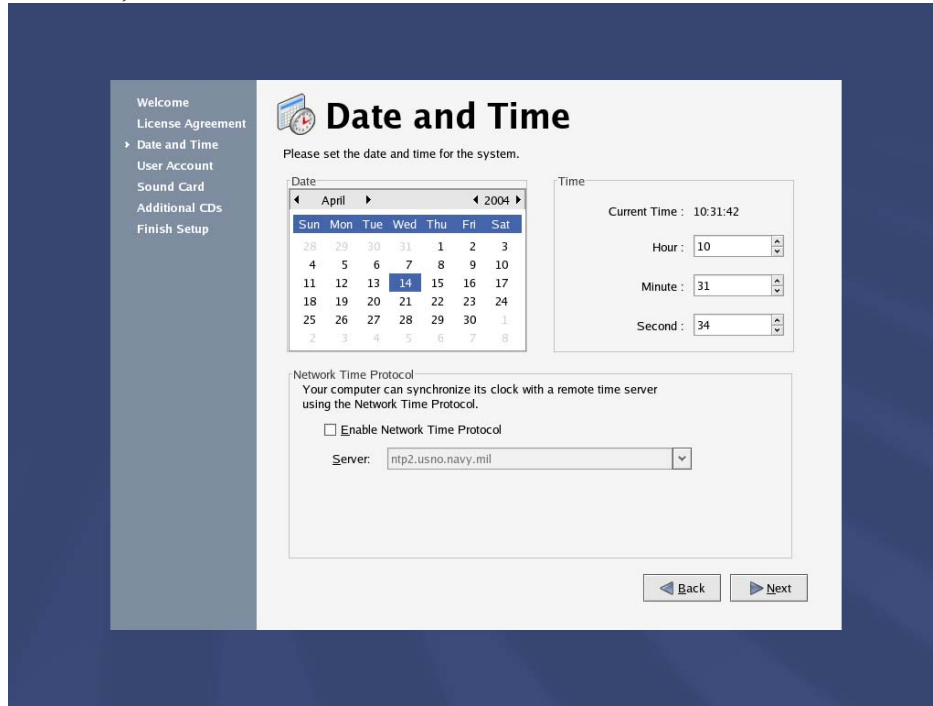 Welcome
License Agreement
Date and Time
User Account
Sound Card
Additional CDs
Finish Setup
Date and Time
Please set the date and time for the system.
Date
April 2004
Sun Mon Tue Wed Thu Fri Sat
28 29 30 31 1 2 3
4 5 6 7 8 9 10
11 12 13 14 15 16 17
18 19 20 21 22 23 24
25 26 27 28 29 30 1
2 3 4 5 6 7 8
Time
Current Time : 10:31:42
Hour : 10
Minute : 31
Second : 34
Network Time Protocol
Your computer can synchronize its clock with a remote time server
using the Network Time Protocol.
Enable Network Time Protocol
Server: ntp2.usno.navy.mil
Back Next